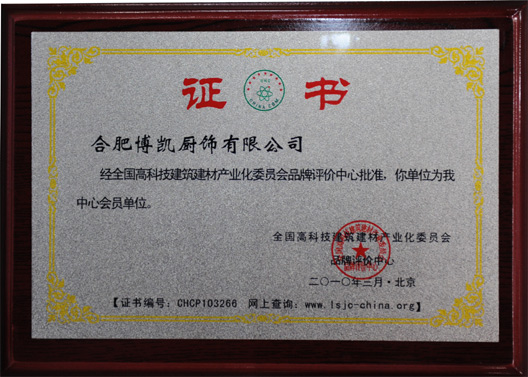 证 书
合肥博凯厨饰有限公司
经全国高科技建筑建材产业化委员会品牌评价中心批准，你单位为我
中心会员单位。
全国高科技建筑建材产业化委员会
品牌评价中心
二〇一〇年三月·北京
【证书编号：CHCP103266 网上查询：www.lsjc-china.org】